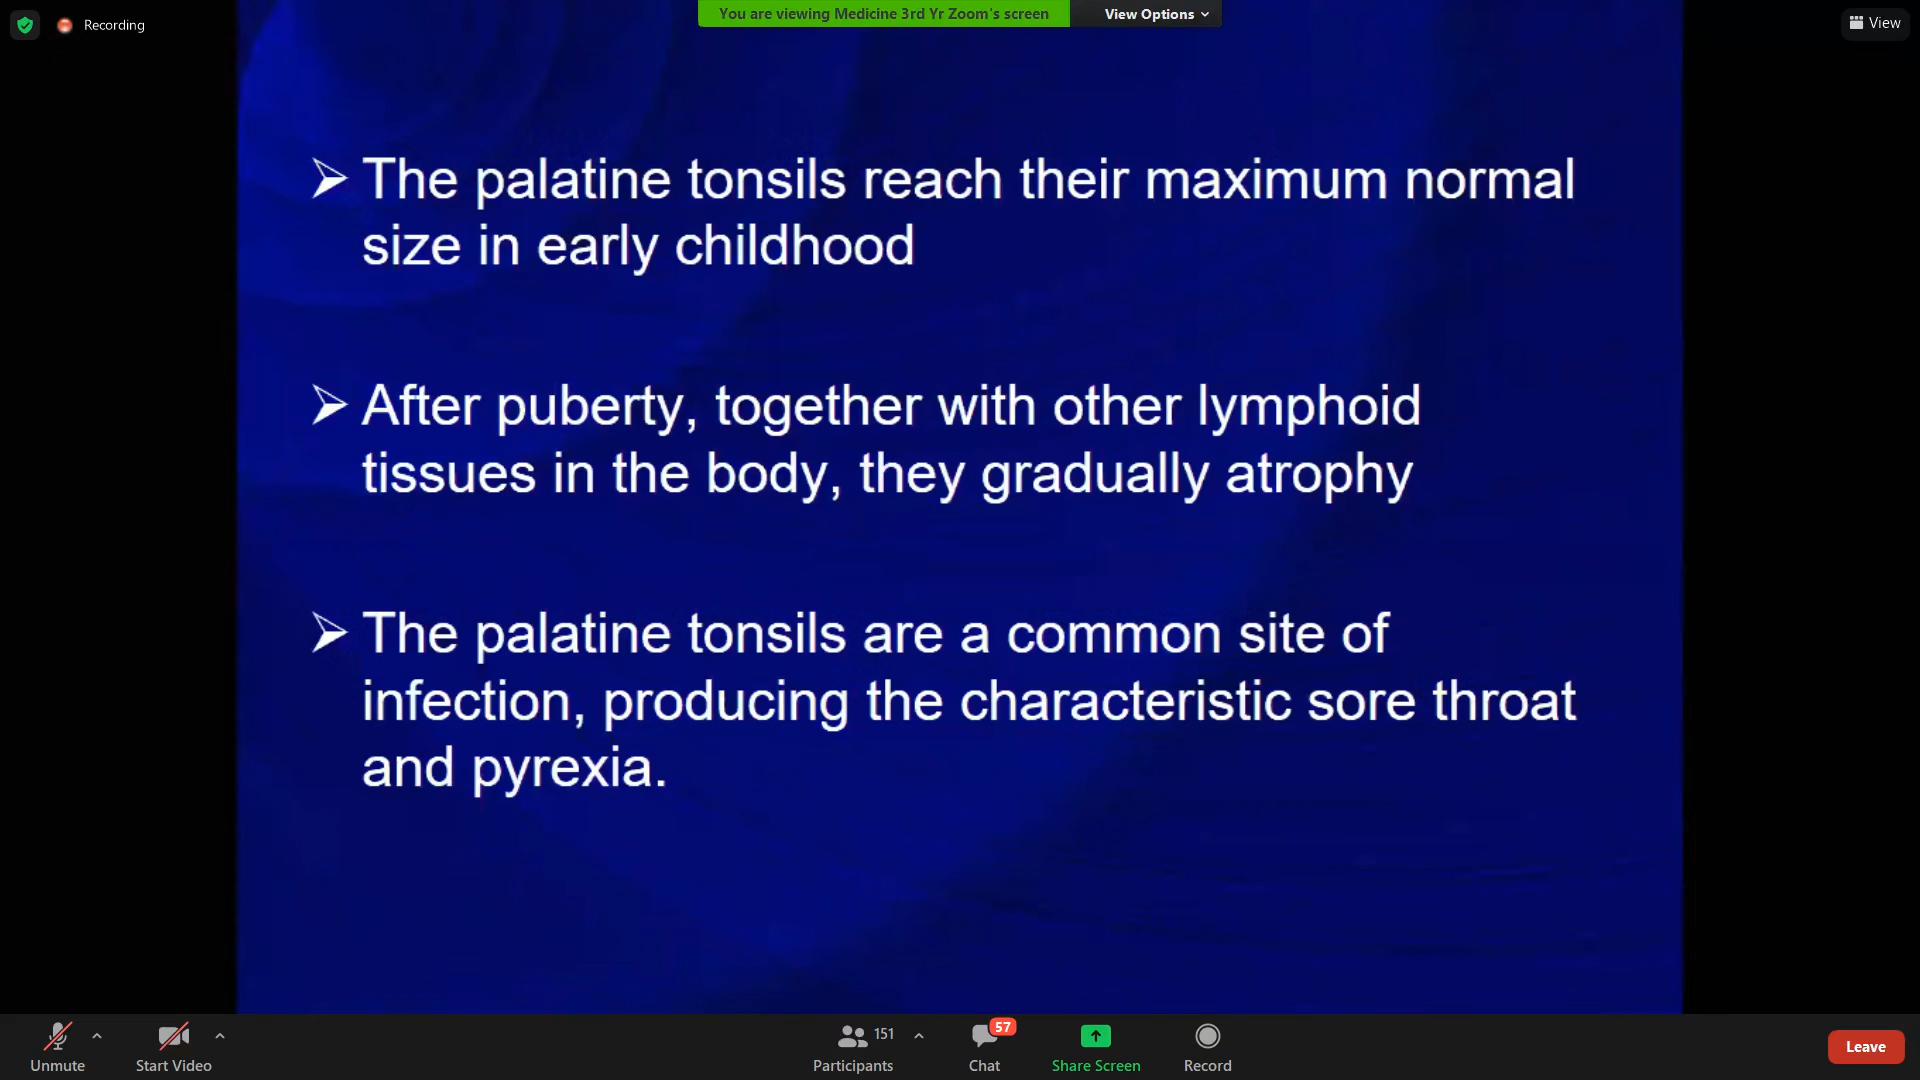 Recording
You are viewing Medicine 3rd Yr Zoom's screen
View Options
View
➢ The palatine tonsils reach their maximum normal
size in early childhood
➢ After puberty, together with other lymphoid
tissues in the body, they gradually atrophy
➢ The palatine tonsils are a common site of
infection, producing the characteristic sore throat
and pyrexia.
Unmute
Start Video
151
Participants
57
Chat
Share Screen
Record
Leave